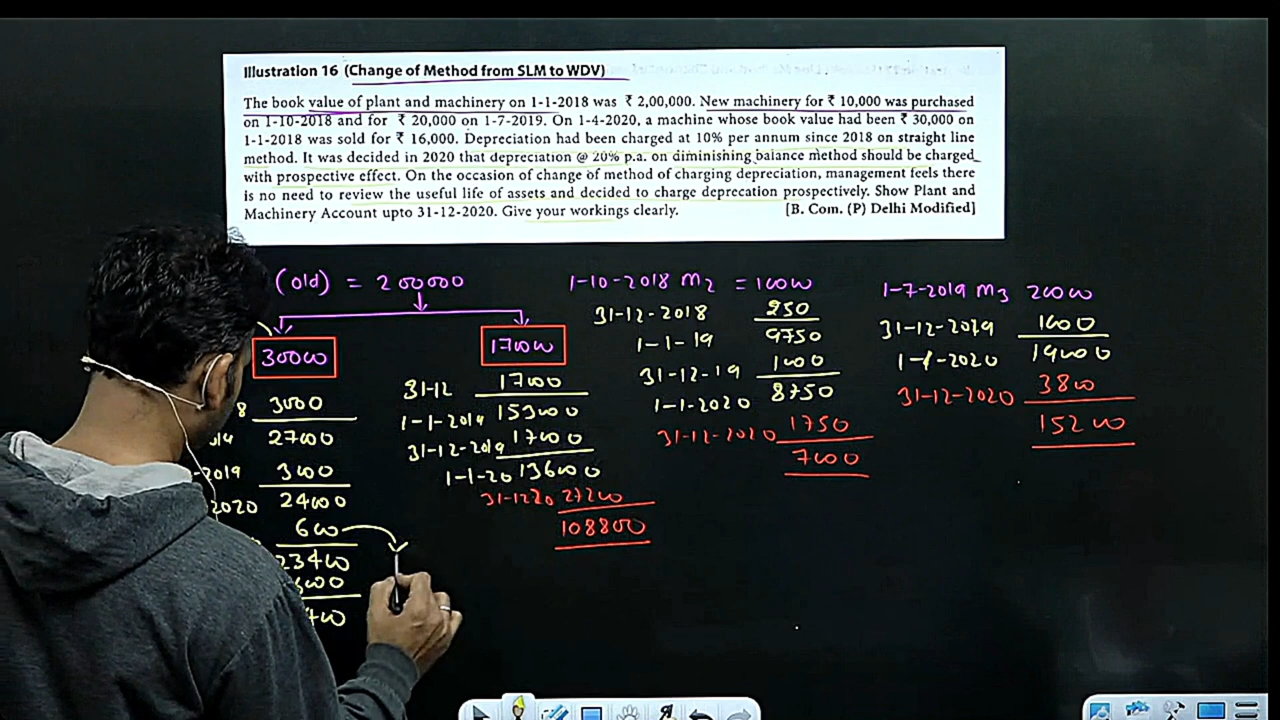 Illustration 16 (Change of Method from SLM to WDV)
The book value of plant and machinery on 1-1-2018 was ₹ 2,00,000. New machinery for ₹ 10,000 was purchased
on 1-10-2018 and for ₹ 20,000 on 1-7-2019. On 1-4-2020, a machine whose book value had been ₹ 30,000 on
1-1-2018 was sold for ₹ 16,000. Depreciation had been charged at 10% per annum since 2018 on straight line
method. It was decided in 2020 that depreciation @ 20% p.a. on diminishing balance method should be charged
with prospective effect. On the occasion of change of method of charging depreciation, management feels there
is no need to review the useful life of assets and decided to charge deprecation prospectively. Show Plant and
Machinery Account upto 31-12-2020. Give your workings clearly. [B. Com. (P) Delhi Modified]
(old) = 200000
30000
8 3000
27000
2019 3000
2020 24000
600
23400
170000
31-12 17000
1-1-2019 153000
31-12-2019 17000
1-1-20 136000
31-12 20 27200
108800
1-10-2018 M2 = 10000
31-12-2018 250
1-1-19 9750
31-12-19 1000
1-1-2020 8750
31-12-2020 1750
7000
1-7-2019 M3 20000
31-12-2019 1000
1-1-2020 19000
31-12-2020 3800
15200